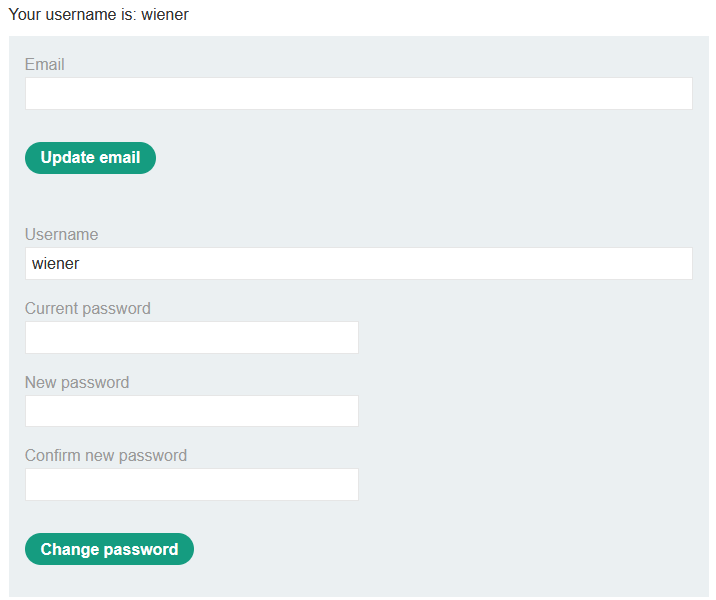 Your username is: wiener
Email
Update email
Username
wiener
Current password
New password
Confirm new password
Change password